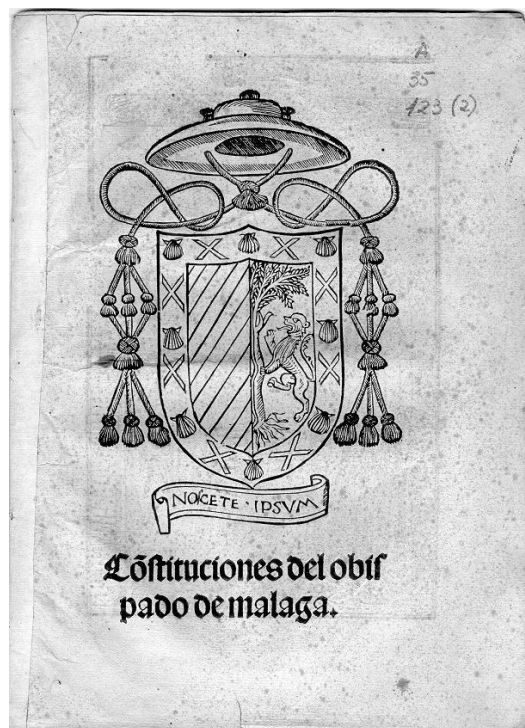 A
35
123 (2)
NOSCETE · IPSVM
Cõſtituciones del obiſ
pado de malaga.